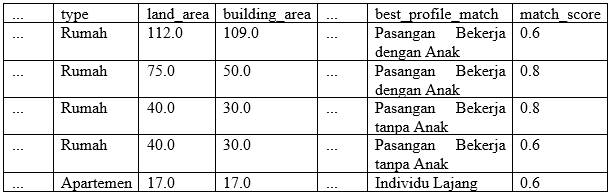 ... type land_area building_area ... best_profile_match match_score
... Rumah 112.0 109.0 ... Pasangan Bekerja 0.6
dengan Anak
... Rumah 75.0 50.0 ... Pasangan Bekerja 0.8
dengan Anak
... Rumah 40.0 30.0 ... Pasangan Bekerja 0.8
tanpa Anak
... Rumah 40.0 30.0 ... Pasangan Bekerja 0.6
tanpa Anak
... Apartemen 17.0 17.0 ... Individu Lajang 0.6